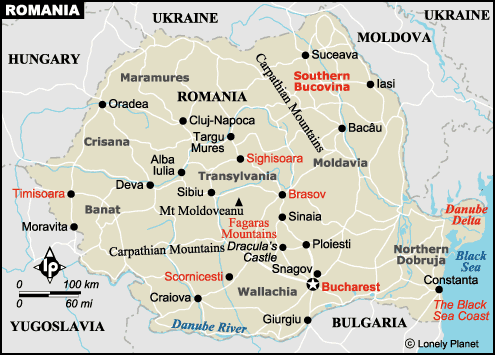 ROMANIA
UKRAINE
UKRAINE
MOLDOVA
HUNGARY
Suceava
Southern
Bucovina
Maramures
Carpathian Mountains
Iasi
Oradea
ROMANIA
Cluj-Napoca
Bacău
Targu
Mures
Crisana
Alba
Iulia
Sighisoara
Moldavia
Transylvania
Deva
Timisoara
Sibiu
Brasov
Mt Moldoveanu
Banat
Fagaras
Mountains
Sinaia
Danube
Delta
Moravita
Carpathian Mountains
Dracula's
Castle
Ploiesti
Northern
Dobruja
Black
Sea
lp
Scornicesti
Snagov
0
100 km
0
60 mi
Wallachia
Bucharest
Constanta
Craiova
The Black
Sea Coast
Giurgiu
YUGOSLAVIA
Danube River
BULGARIA
© Lonely Planet